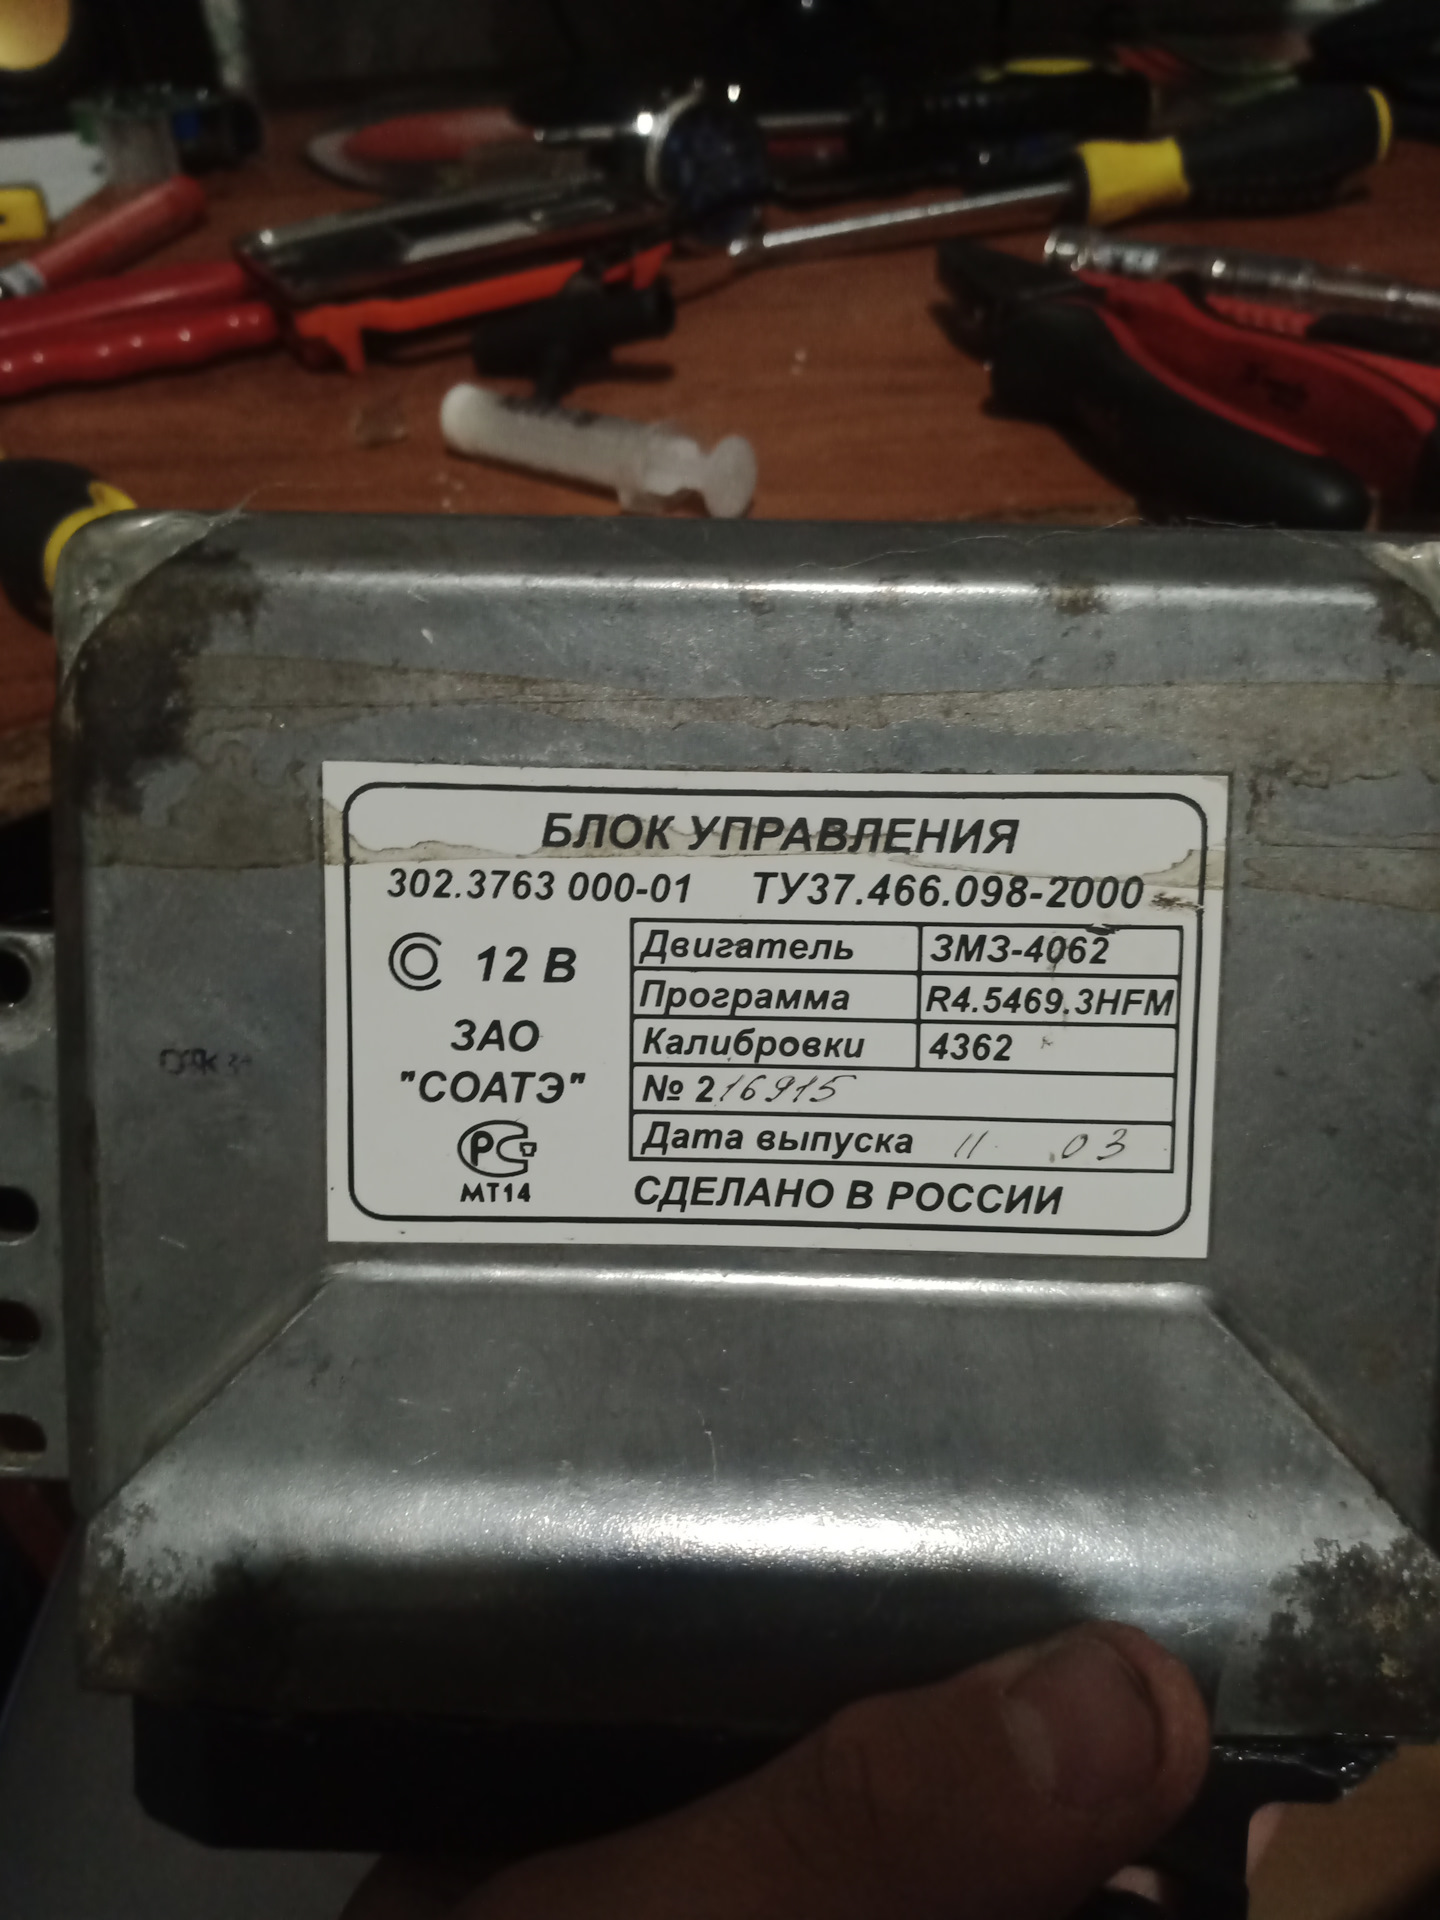 БЛОК УПРАВЛЕНИЯ
302.3763 000-01 ТУ37.466.098-2000
12 В
ЗАО
"СОАТЭ"
РС
МТ14
Двигатель ЗМЗ-4062
Программа R4.5469.3HFM
Калибровки 4362
№ 216915
Дата выпуска 11 .03
СДЕЛАНО В РОССИИ